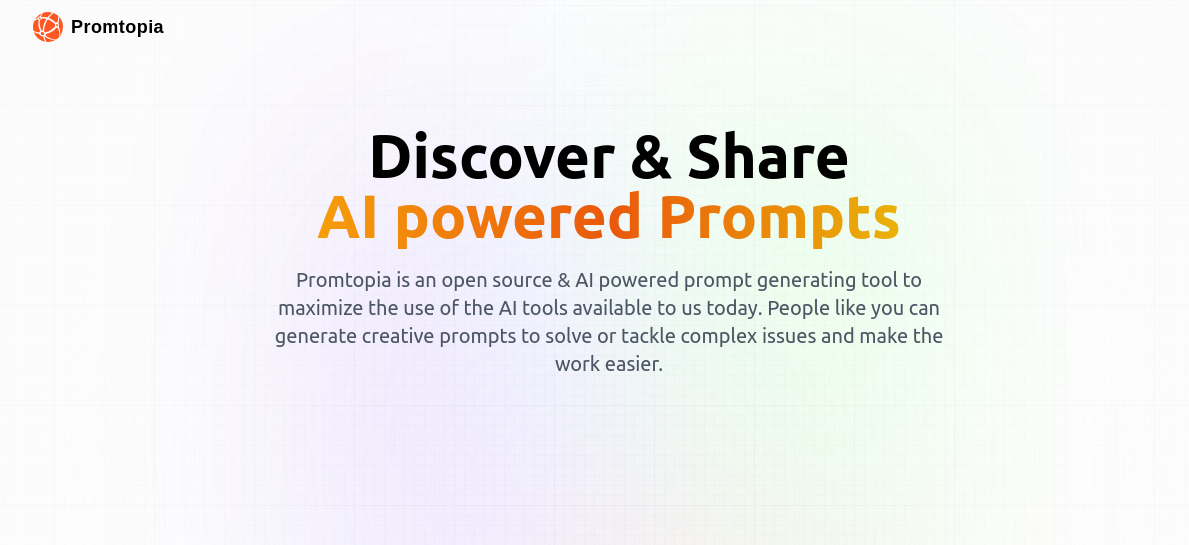 Promtopia
Discover & Share
AI powered Prompts
Promtopia is an open source & AI powered prompt generating tool to
maximize the use of the AI tools available to us today. People like you can
generate creative prompts to solve or tackle complex issues and make the
work easier.